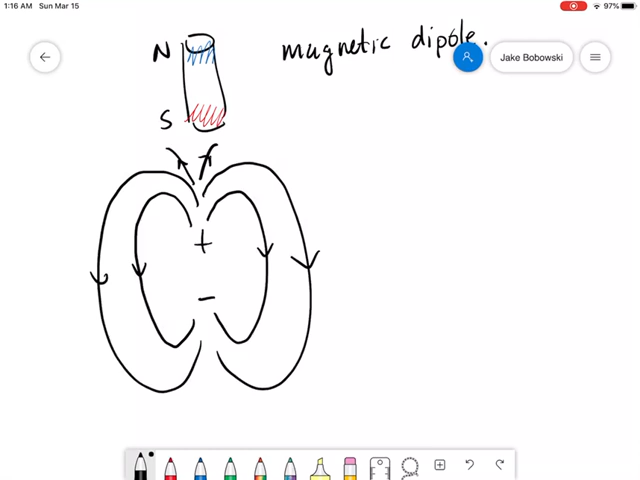 1:16 AM Sun Mar 15
97%
N
magnetic dipole.
Jake Bobowski
S
+
−